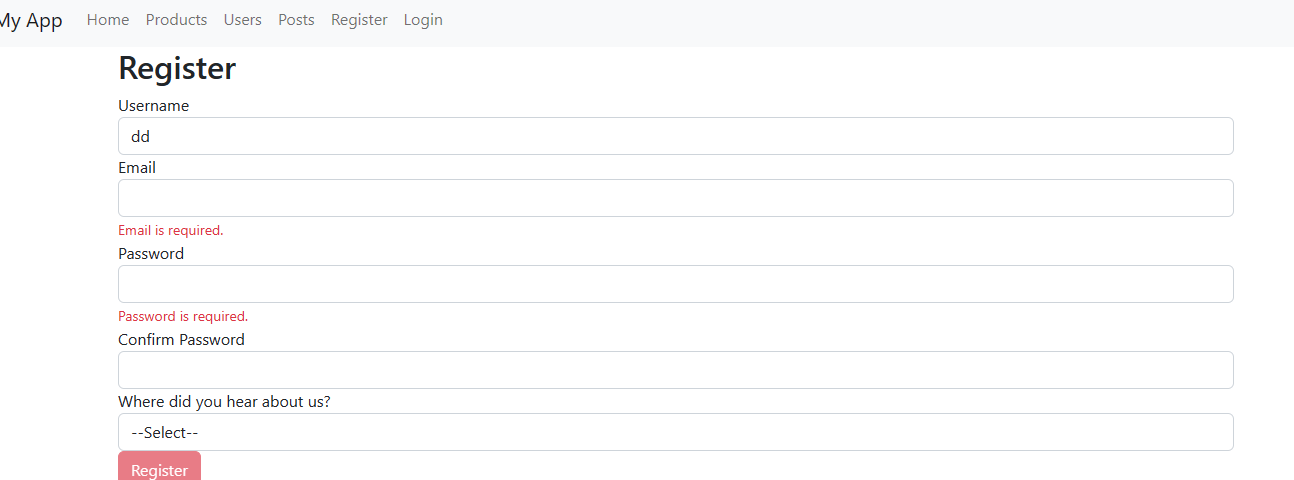 My App Home Products Users Posts Register Login
Register
Username
dd
Email
Email is required.
Password
Password is required.
Confirm Password
Where did you hear about us?
--Select--
Register